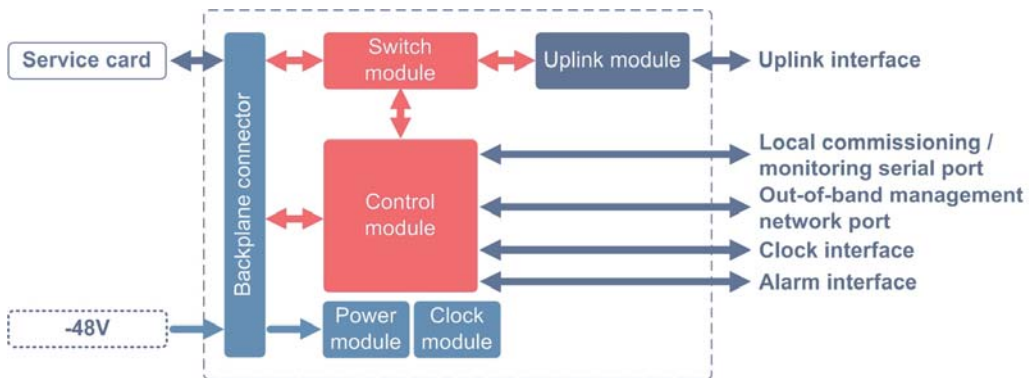 Service card
Backplane connector
Switch
module
Uplink module
Uplink interface
Control
module
Local commissioning /
monitoring serial port
Out-of-band management
network port
Clock interface
Alarm interface
-48V
Power
module
Clock
module